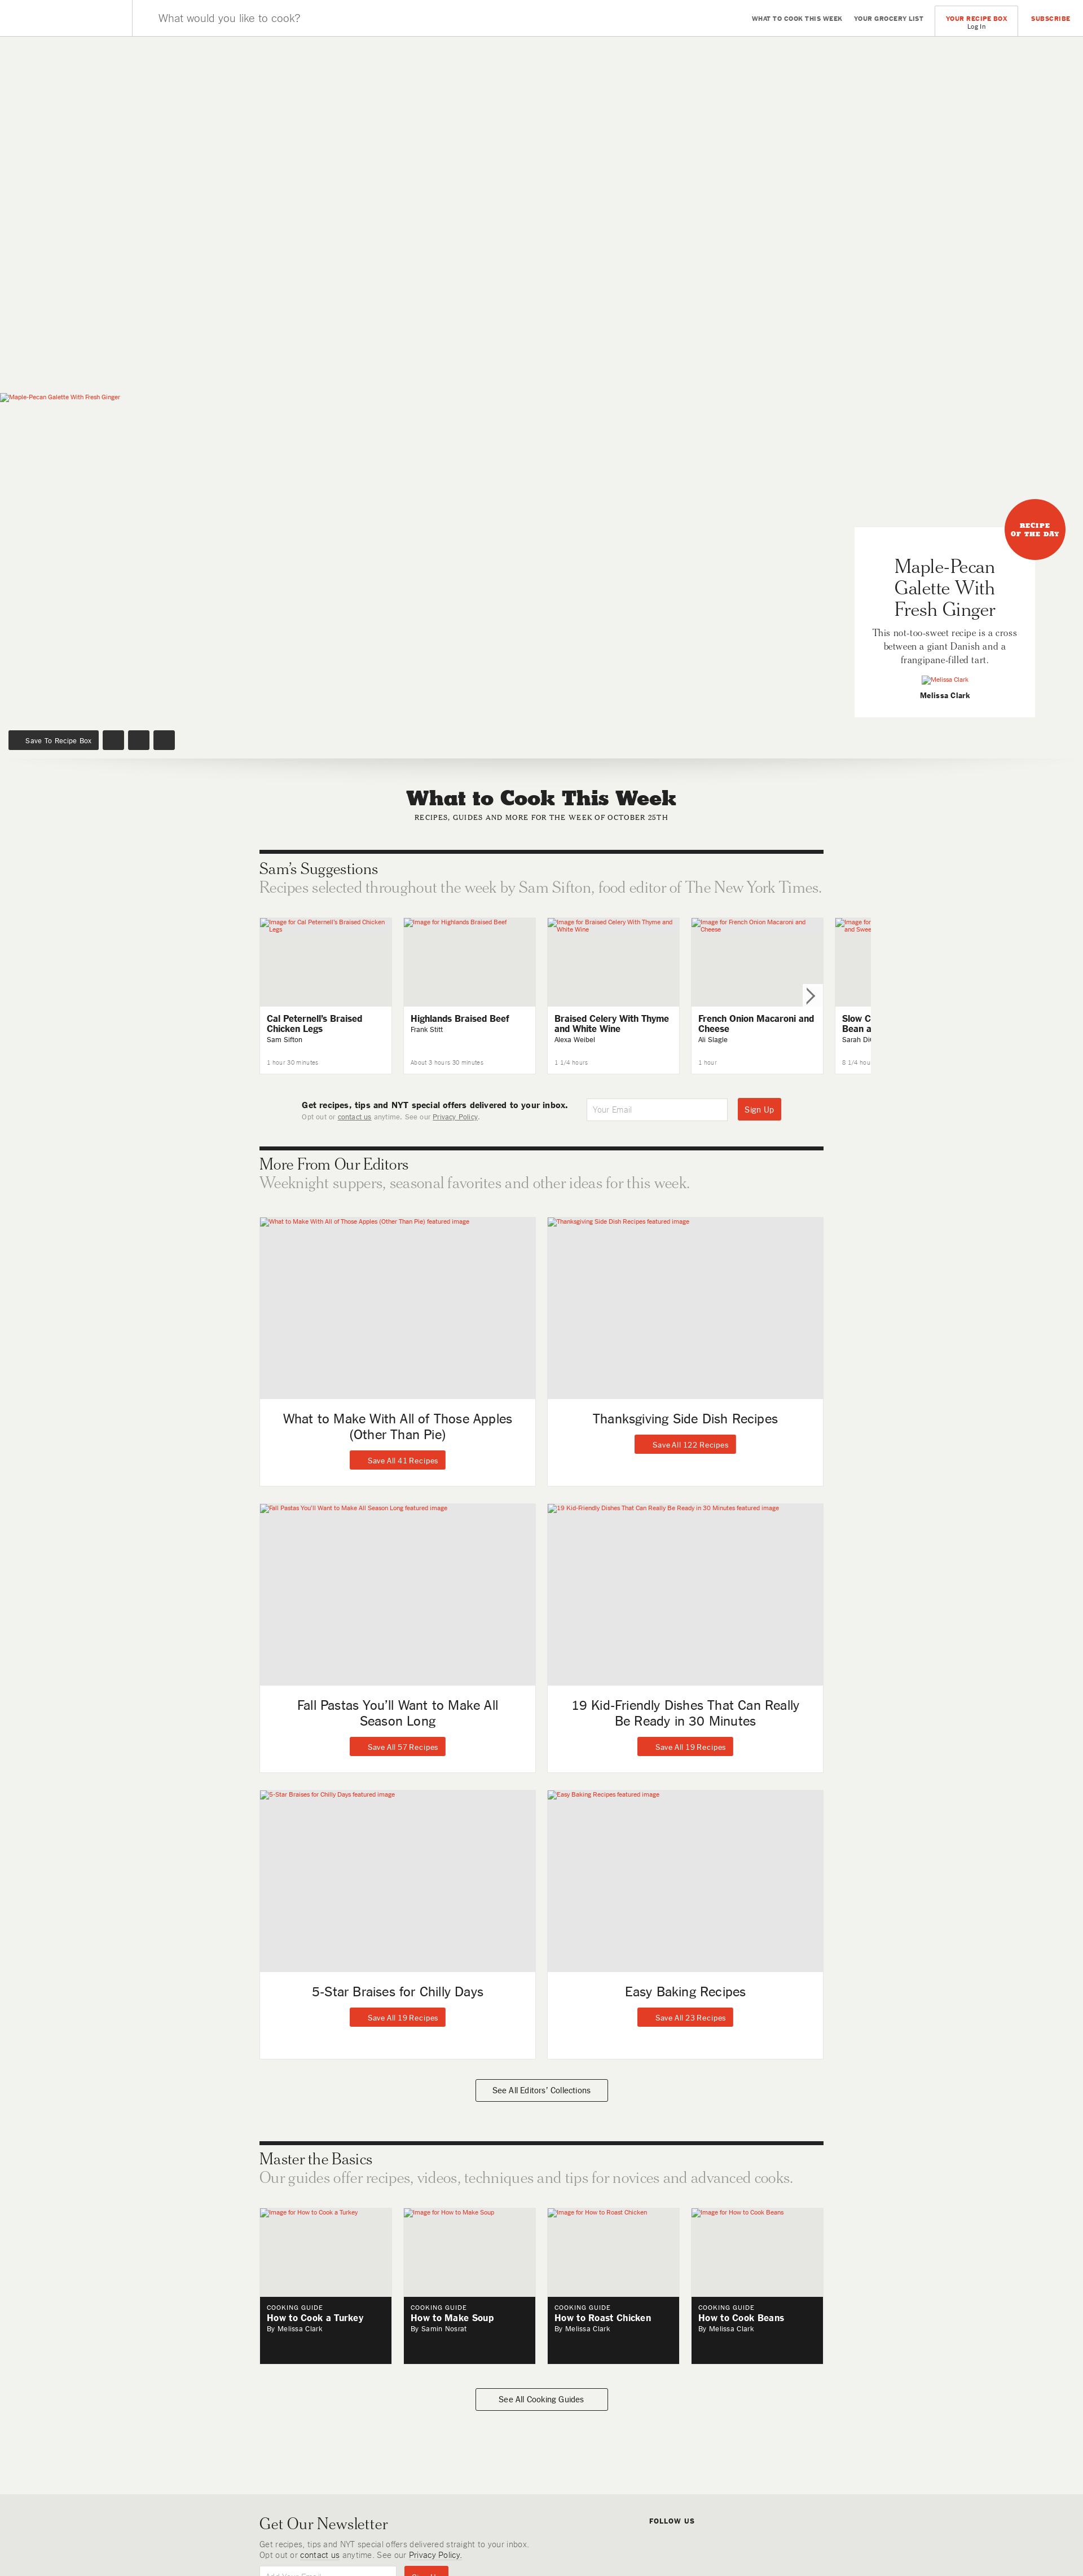 What would you like to cook?
WHAT TO COOK THIS WEEK
YOUR GROCERY LIST
YOUR RECIPE BOX
Log In
SUBSCRIBE
Maple-Pecan Galette With Fresh Ginger
RECIPE
OF THE DAY
Maple-Pecan
Galette With
Fresh Ginger
This not-too-sweet recipe is a cross
between a giant Danish and a
frangipane-filled tart.
Melissa Clark
Melissa Clark
Save To Recipe Box
What to Cook This Week
RECIPES, GUIDES AND MORE FOR THE WEEK OF OCTOBER 25TH
Sam's Suggestions
Recipes selected throughout the week by Sam Sifton, food editor of The New York Times.
Image for Cal Peternell's Braised Chicken
Legs
Cal Peternell's Braised
Chicken Legs
Sam Sifton
1 hour 30 minutes
Image for Highlands Braised Beef
Highlands Braised Beef
Frank Stitt
About 3 hours 30 minutes
Image for Braised Celery With Thyme and
White Wine
Braised Celery With Thyme
and White Wine
Alexa Weibel
1 1/4 hours
Image for French Onion Macaroni and
Cheese
French Onion Macaroni and
Cheese
Ali Slagle
1 hour
Image for
and Swee
Slow C
Bean a
Sarah Di
8 1/4 hou
Get recipes, tips and NYT special offers delivered to your inbox.
Opt out or contact us anytime. See our Privacy Policy.
Your Email
Sign Up
More From Our Editors
Weeknight suppers, seasonal favorites and other ideas for this week.
What to Make With All of Those Apples (Other Than Pie) featured image
What to Make With All of Those Apples
(Other Than Pie)
Save All 41 Recipes
Thanksgiving Side Dish Recipes featured image
Thanksgiving Side Dish Recipes
Save All 122 Recipes
Fall Pastas You'll Want to Make All Season Long featured image
Fall Pastas You'll Want to Make All
Season Long
Save All 57 Recipes
19 Kid-Friendly Dishes That Can Really Be Ready in 30 Minutes featured image
19 Kid-Friendly Dishes That Can Really
Be Ready in 30 Minutes
Save All 19 Recipes
5-Star Braises for Chilly Days featured image
5-Star Braises for Chilly Days
Save All 19 Recipes
Easy Baking Recipes featured image
Easy Baking Recipes
Save All 23 Recipes
See All Editors' Collections
Master the Basics
Our guides offer recipes, videos, techniques and tips for novices and advanced cooks.
Image for How to Cook a Turkey
COOKING GUIDE
How to Cook a Turkey
By Melissa Clark
Image for How to Make Soup
COOKING GUIDE
How to Make Soup
By Samin Nosrat
Image for How to Roast Chicken
COOKING GUIDE
How to Roast Chicken
By Melissa Clark
Image for How to Cook Beans
COOKING GUIDE
How to Cook Beans
By Melissa Clark
See All Cooking Guides
Get Our Newsletter
Get recipes, tips and NYT special offers delivered straight to your inbox.
Opt out or contact us anytime. See our Privacy Policy.
FOLLOW US